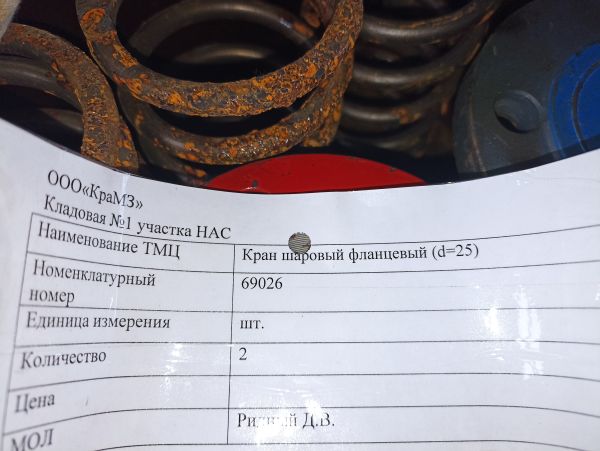 ООО«КраМЗ»
Кладовая №1 участка НАС
Наименование ТМЦ Кран шаровый фланцевый (d=25)
Номенклатурный номер 69026
Единица измерения шт.
Количество 2
Цена
МОЛ Д.В.